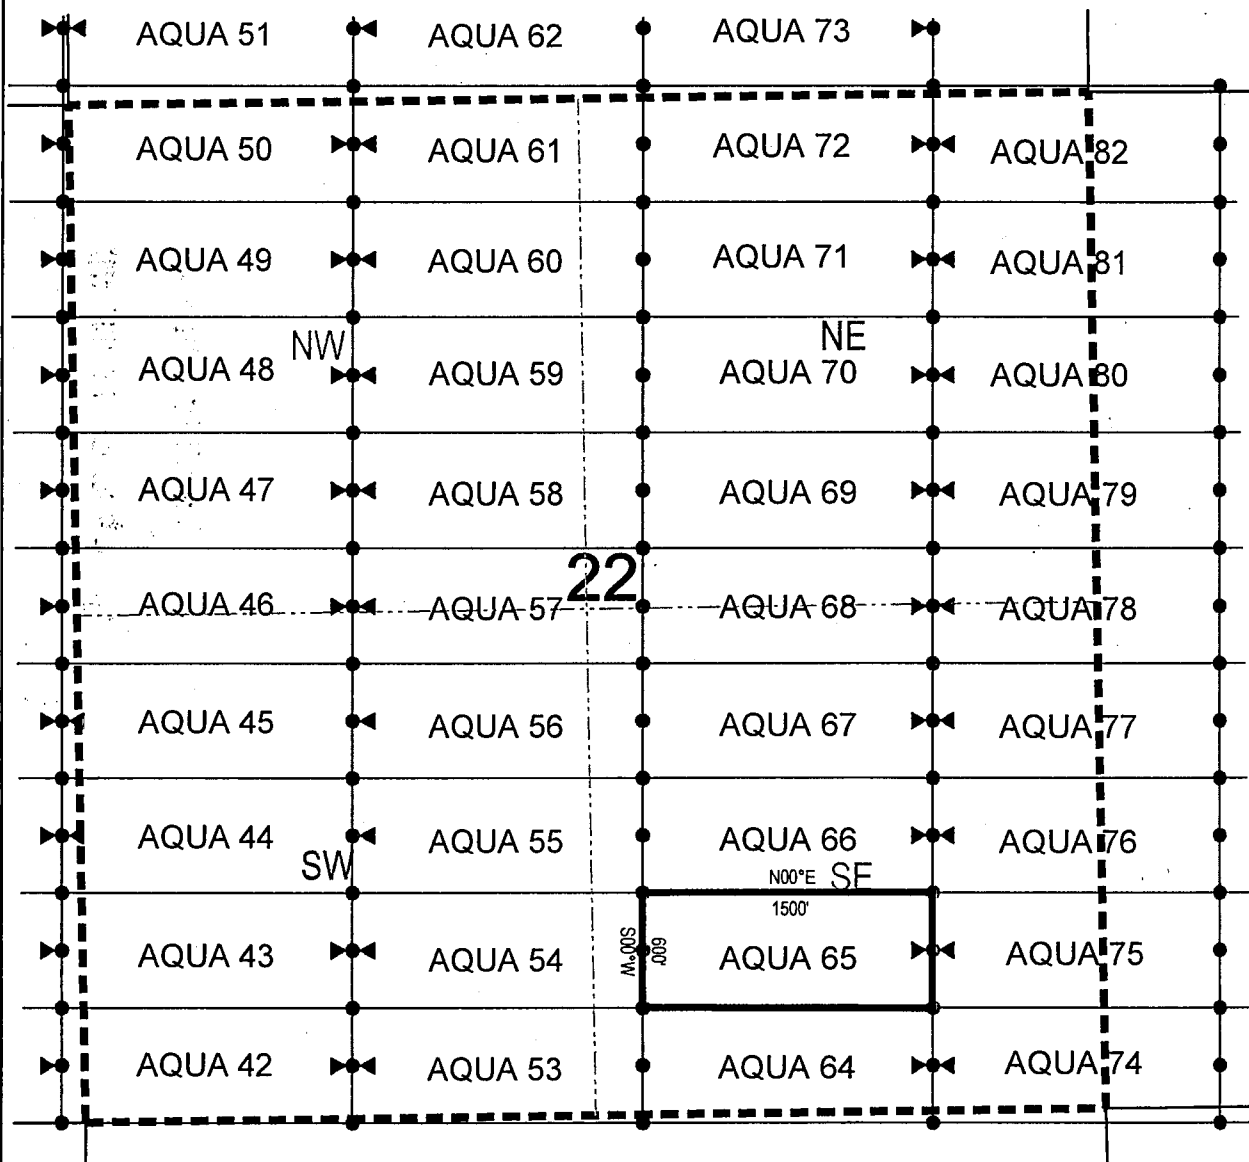 AQUA 51 AQUA 62 AQUA 73
AQUA 50 AQUA 61 AQUA 72 AQUA 82
AQUA 49 AQUA 60 AQUA 71 AQUA 81
NW NE
AQUA 48 AQUA 59 AQUA 70 AQUA 80
AQUA 47 AQUA 58 AQUA 69 AQUA 79
22
AQUA 46 AQUA 57 AQUA 68 AQUA 78
AQUA 45 AQUA 56 AQUA 67 AQUA 77
AQUA 44 AQUA 55 AQUA 66 AQUA 76
SW N00°E SE
1500'
S00°W 600'
AQUA 43 AQUA 54 AQUA 65 AQUA 75
AQUA 42 AQUA 53 AQUA 64 AQUA 74